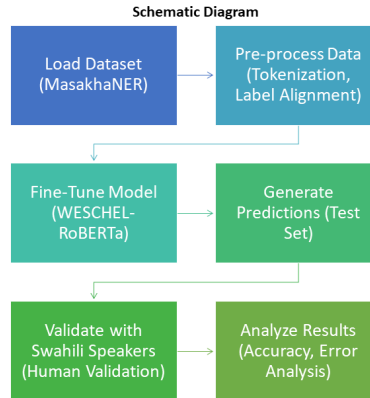 Schematic Diagram
Load Dataset
(MasakhaNER)
Pre-process Data
(Tokenization,
Label Alignment)
Fine-Tune Model
(WESCHEL-
RoBERTa)
Generate
Predictions (Test
Set)
Validate with
Swahili Speakers
(Human Validation)
Analyze Results
(Accuracy, Error
Analysis)